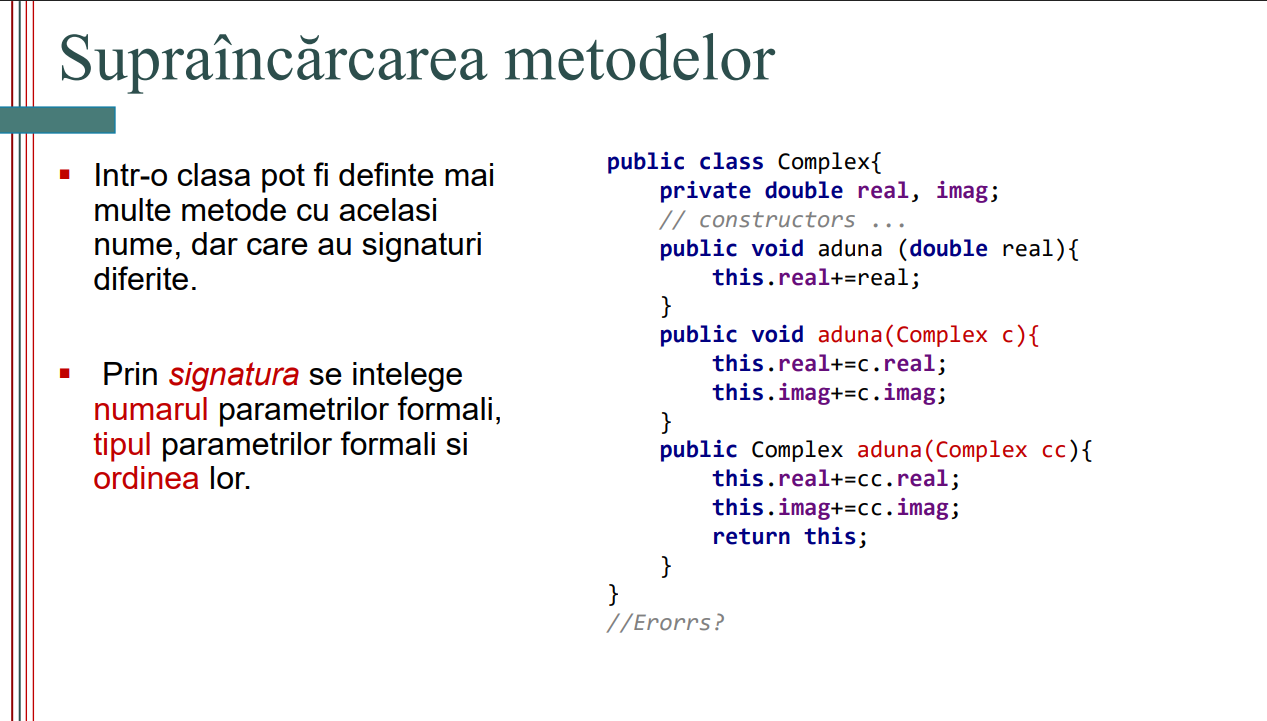 Supraîncărcarea metodelor
Intr-o clasa pot fi definte mai
multe metode cu acelasi
nume, dar care au signaturi
diferite.
Prin signatura se intelege
numarul parametrilor formali,
tipul parametrilor formali si
ordinea lor.
public class Complex{
    private double real, imag;
    // constructors ...
    public void aduna (double real){
        this.real+=real;
    }
    public void aduna(Complex c){
        this.real+=c.real;
        this.imag+=c.imag;
    }
    public Complex aduna(Complex cc){
        this.real+=cc.real;
        this.imag+=cc.imag;
        return this;
    }
}
//Erorrs?